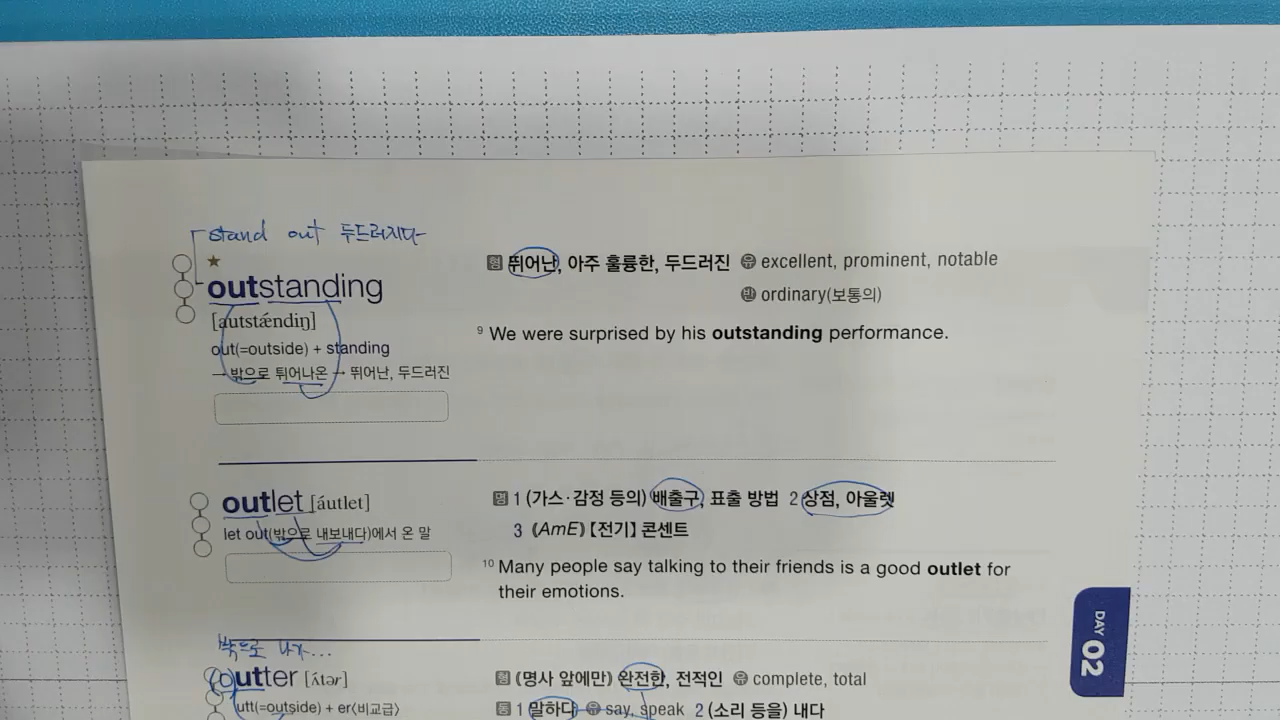 stand out 두드러지다
★
outstanding
[autstǽndiŋ]
out(=outside) + standing
→ 밖으로 튀어나온 → 뛰어난, 두드러진
형 뛰어난, 아주 훌륭한, 두드러진 유 excellent, prominent, notable
반 ordinary(보통의)
9 We were surprised by his outstanding performance.
outlet [áutlet]
let out(밖으로 내보내다)에서 온 말
명 1 (가스·감정 등의) 배출구, 표출 방법 2 상점, 아울렛
3 《AmE》【전기】 콘센트
10 Many people say talking to their friends is a good outlet for
their emotions.
밖으로
(o)utter [ʌ́tər]
utt(=outside) + er〈비교급〉
형 (명사 앞에만) 완전한, 전적인 유 complete, total
동 1 말하다 유 say, speak 2 (소리 등을) 내다
DAY 02